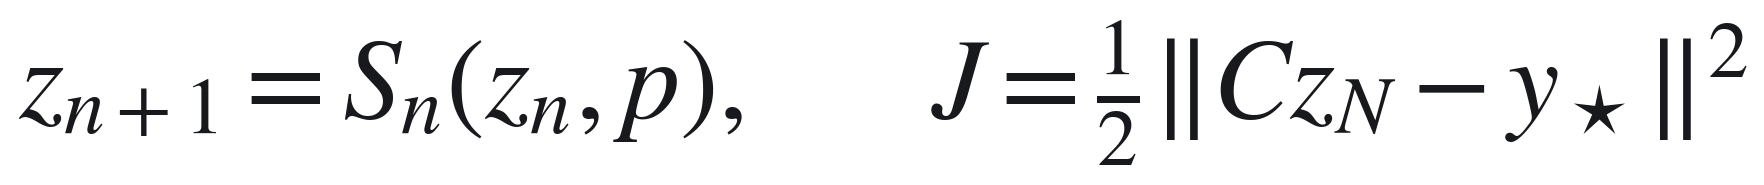 z_{n+1} = S_n(z_n, p), J = \frac{1}{2} \| C z_N - y_⋆ \|^2